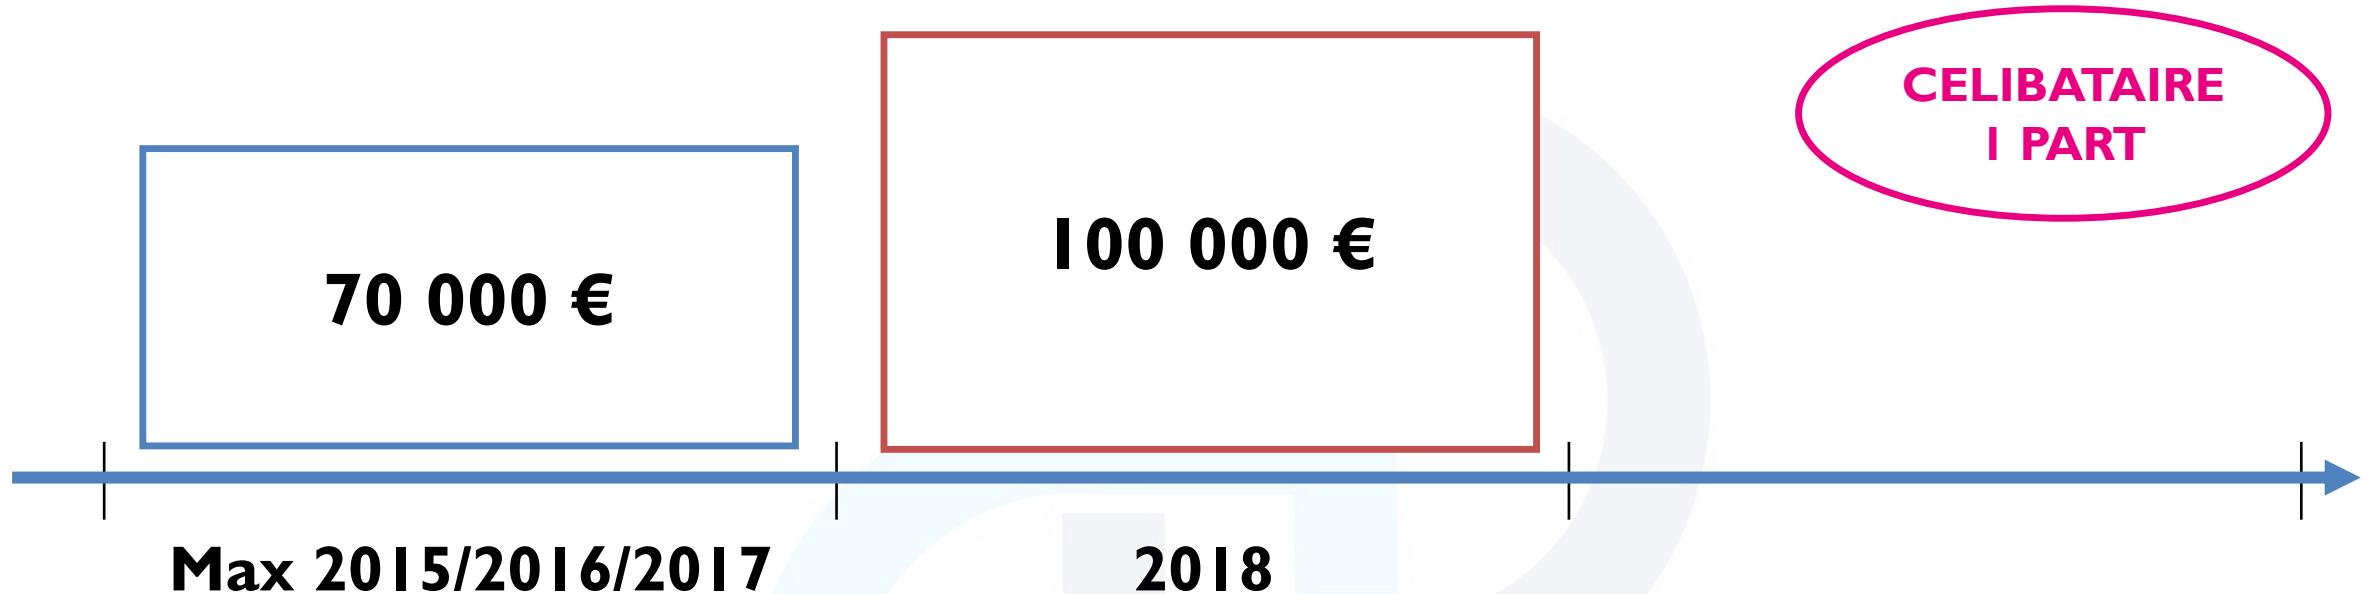 CELIBATAIRE
1 PART
100 000 €
70 000 €
Max 2015/2016/2017
2018